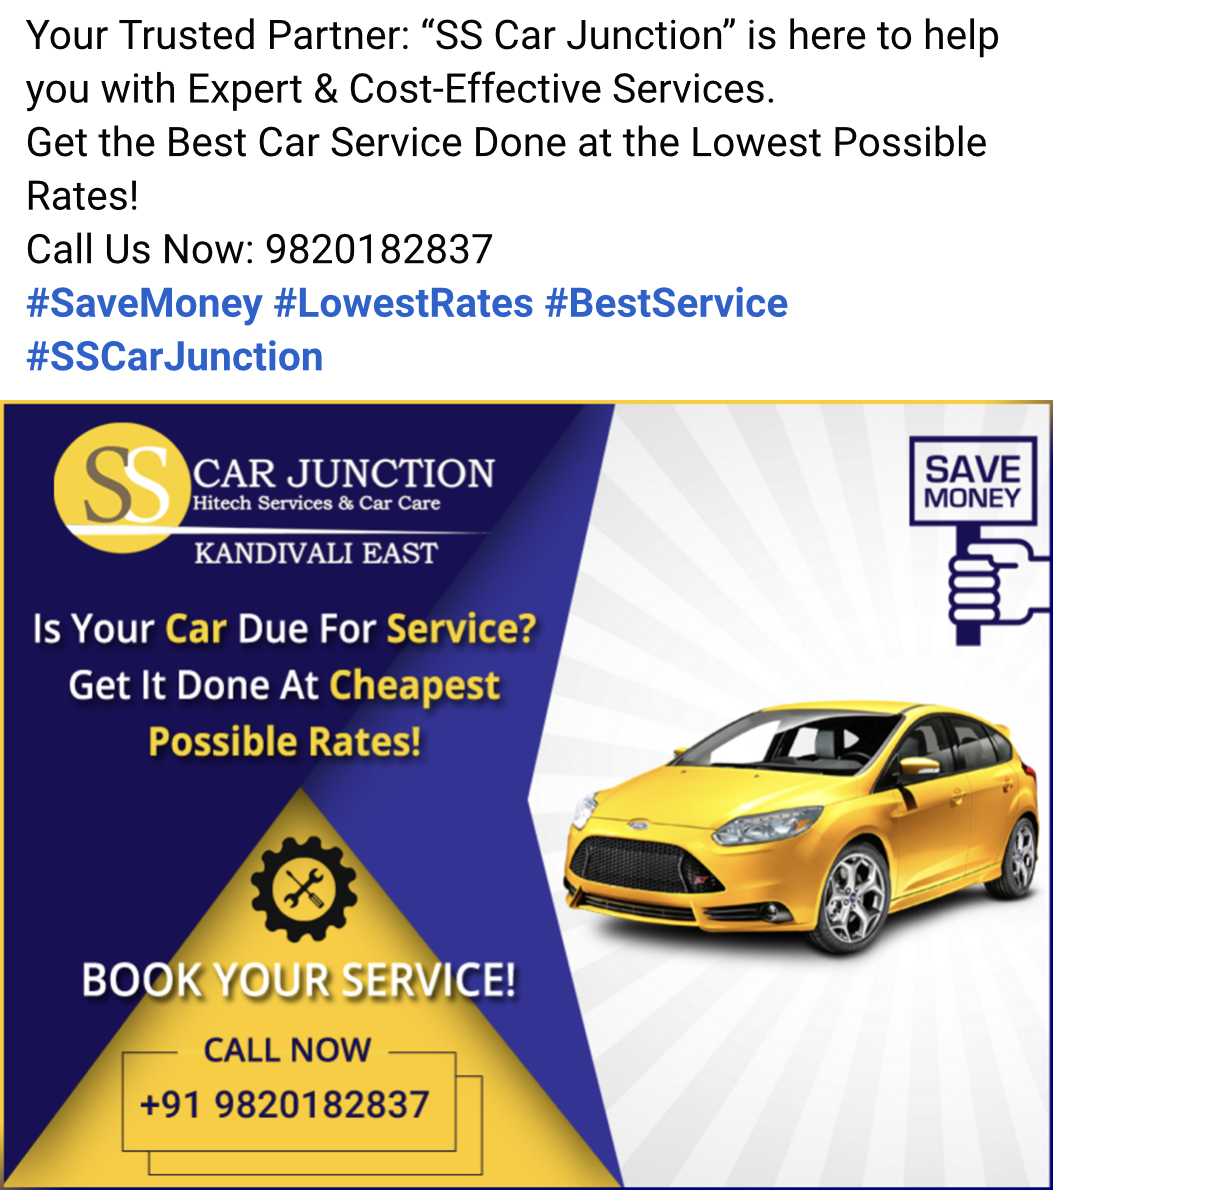 Your Trusted Partner: “SS Car Junction” is here to help
you with Expert & Cost-Effective Services.
Get the Best Car Service Done at the Lowest Possible
Rates!
Call Us Now: 9820182837
#SaveMoney #LowestRates #BestService
#SSCarJunction
SS
CAR JUNCTION
Hitech Services & Car Care
KANDIVALI EAST
SAVE
MONEY
Is Your Car Due For Service?
Get It Done At Cheapest
Possible Rates!
BOOK YOUR SERVICE!
CALL NOW
+91 9820182837